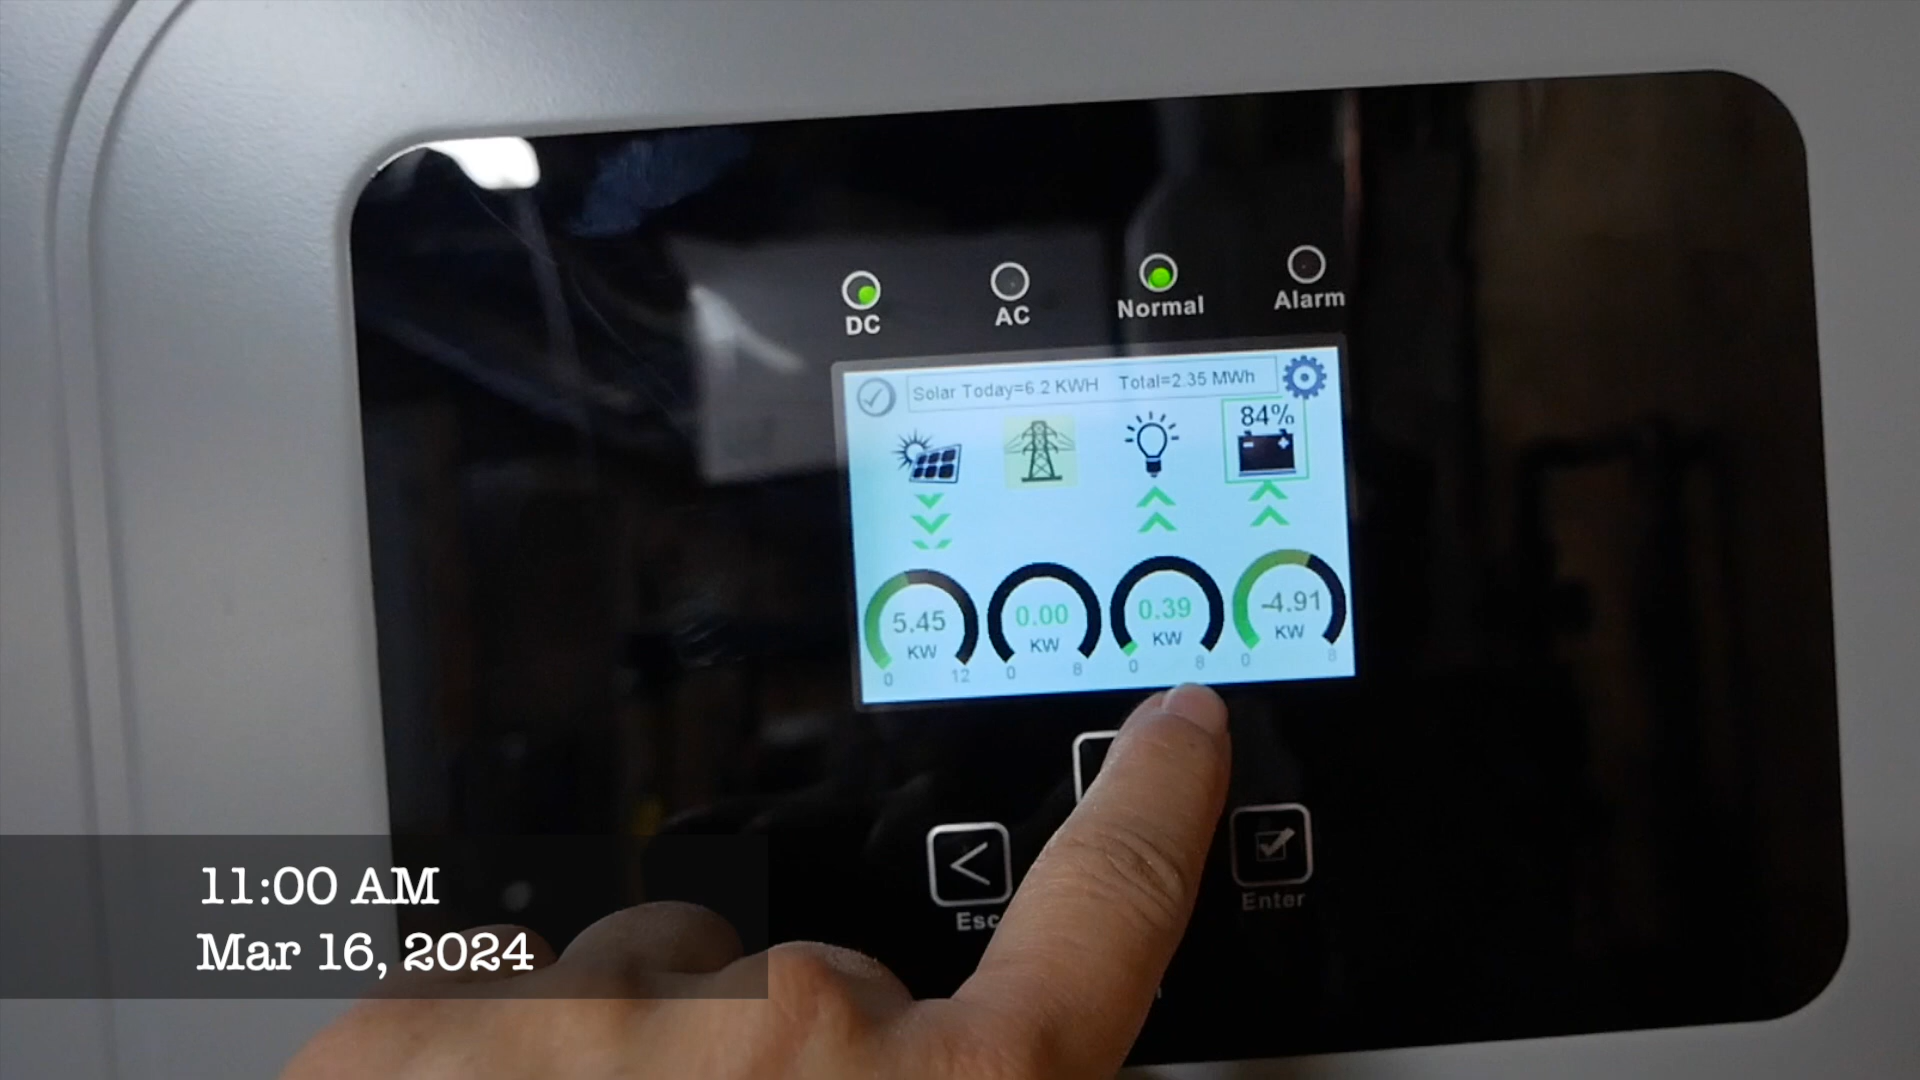 DC AC Normal Alarm
Solar Today=6.2 KWH Total=2.35 MWh
84%
5.45 0.00 0.39 -4.91
KW KW KW KW
0 12 0 8 0 8 0 8
Esc Enter
11:00 AM
Mar 16, 2024